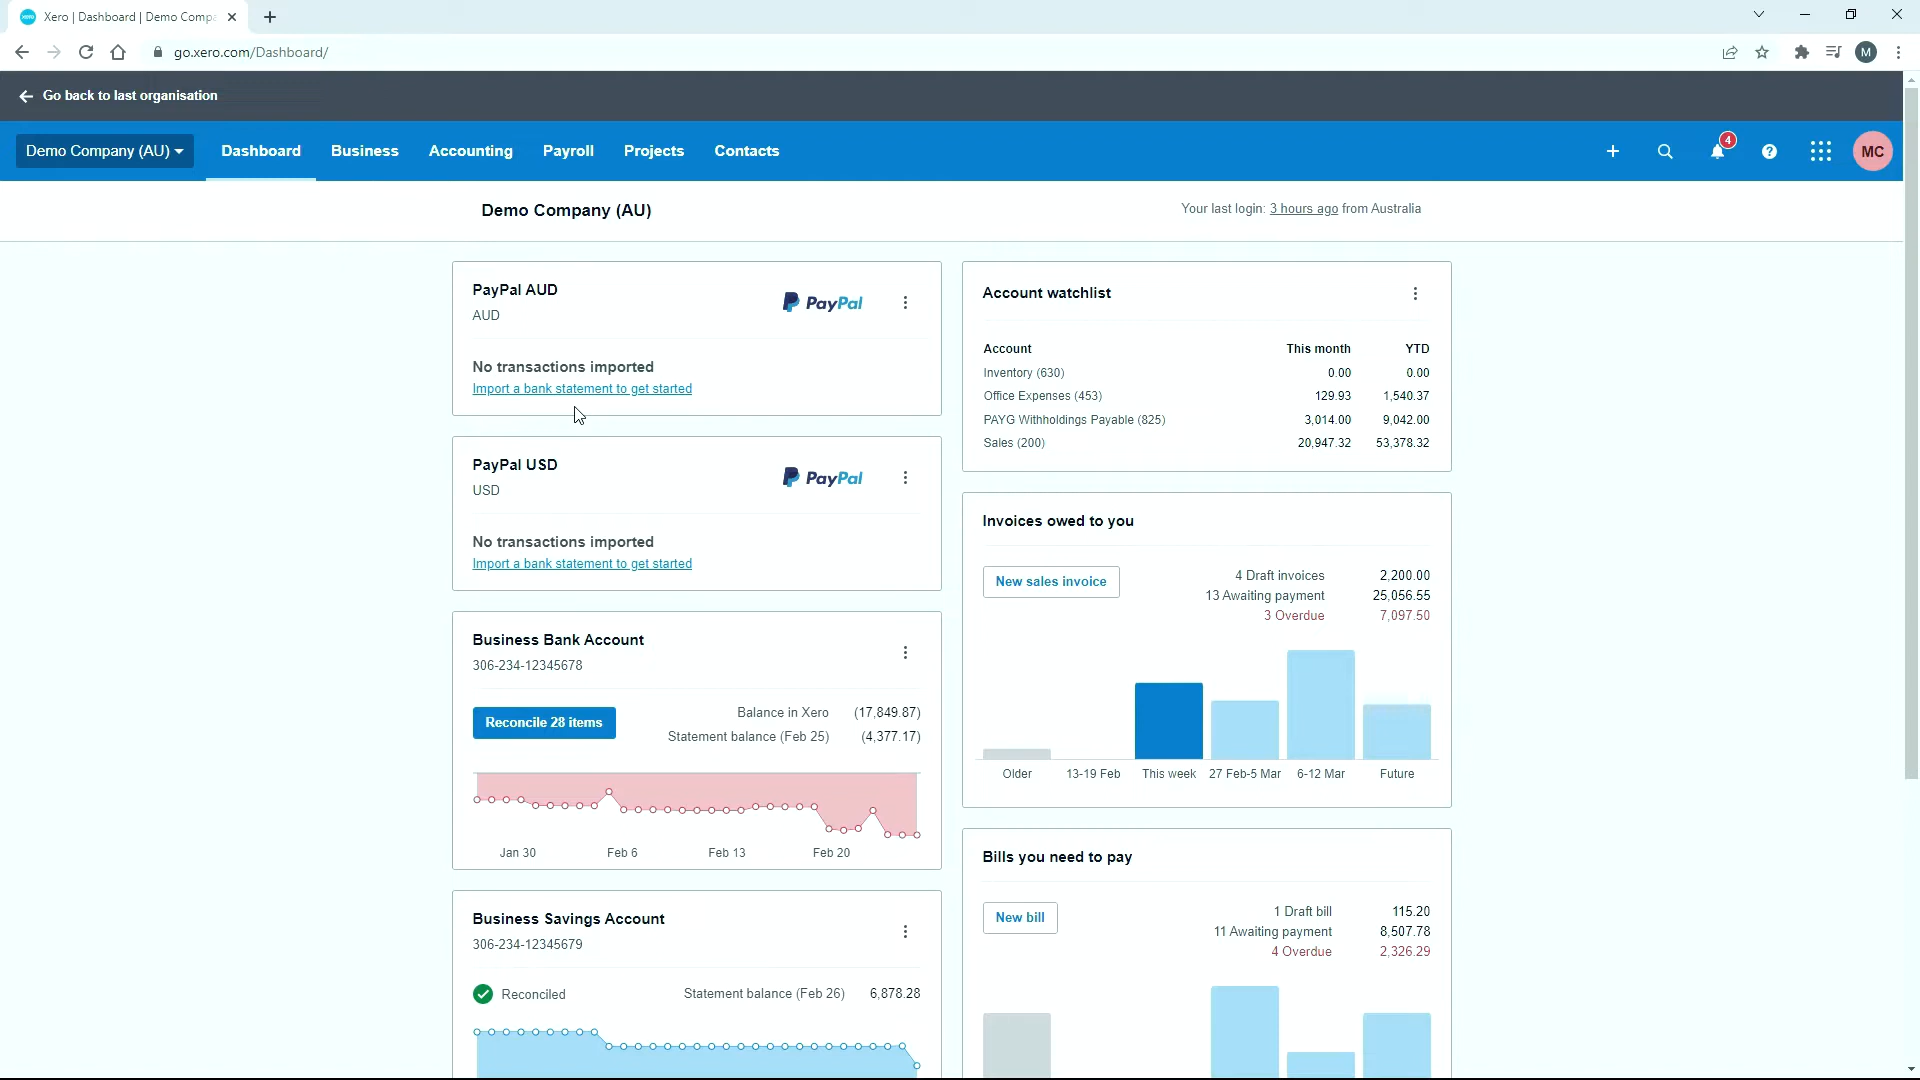 Xero | Dashboard | Demo Compa
go.xero.com/Dashboard/
M
Go back to last organisation
Demo Company (AU)
Dashboard
Business
Accounting
Payroll
Projects
Contacts
4
MC
Demo Company (AU)
Your last login: 3 hours ago from Australia
PayPal AUD
AUD
PayPal
No transactions imported
Import a bank statement to get started
PayPal USD
USD
PayPal
No transactions imported
Import a bank statement to get started
Business Bank Account
306-234-12345678
Reconcile 28 items
Balance in Xero (17,849.87)
Statement balance (Feb 25) (4,377.17)
Jan 30 Feb 6 Feb 13 Feb 20
Business Savings Account
306-234-12345679
Reconciled
Statement balance (Feb 26) 6,878.28
Account watchlist
Account This month YTD
Inventory (630) 0.00 0.00
Office Expenses (453) 129.93 1,540.37
PAYG Withholdings Payable (825) 3,014.00 9,042.00
Sales (200) 20,947.32 53,378.32
Invoices owed to you
New sales invoice
4 Draft invoices 2,200.00
13 Awaiting payment 25,056.55
3 Overdue 7,097.50
Older 13-19 Feb This week 27 Feb-5 Mar 6-12 Mar Future
Bills you need to pay
New bill
1 Draft bill 115.20
11 Awaiting payment 8,507.78
4 Overdue 2,326.29